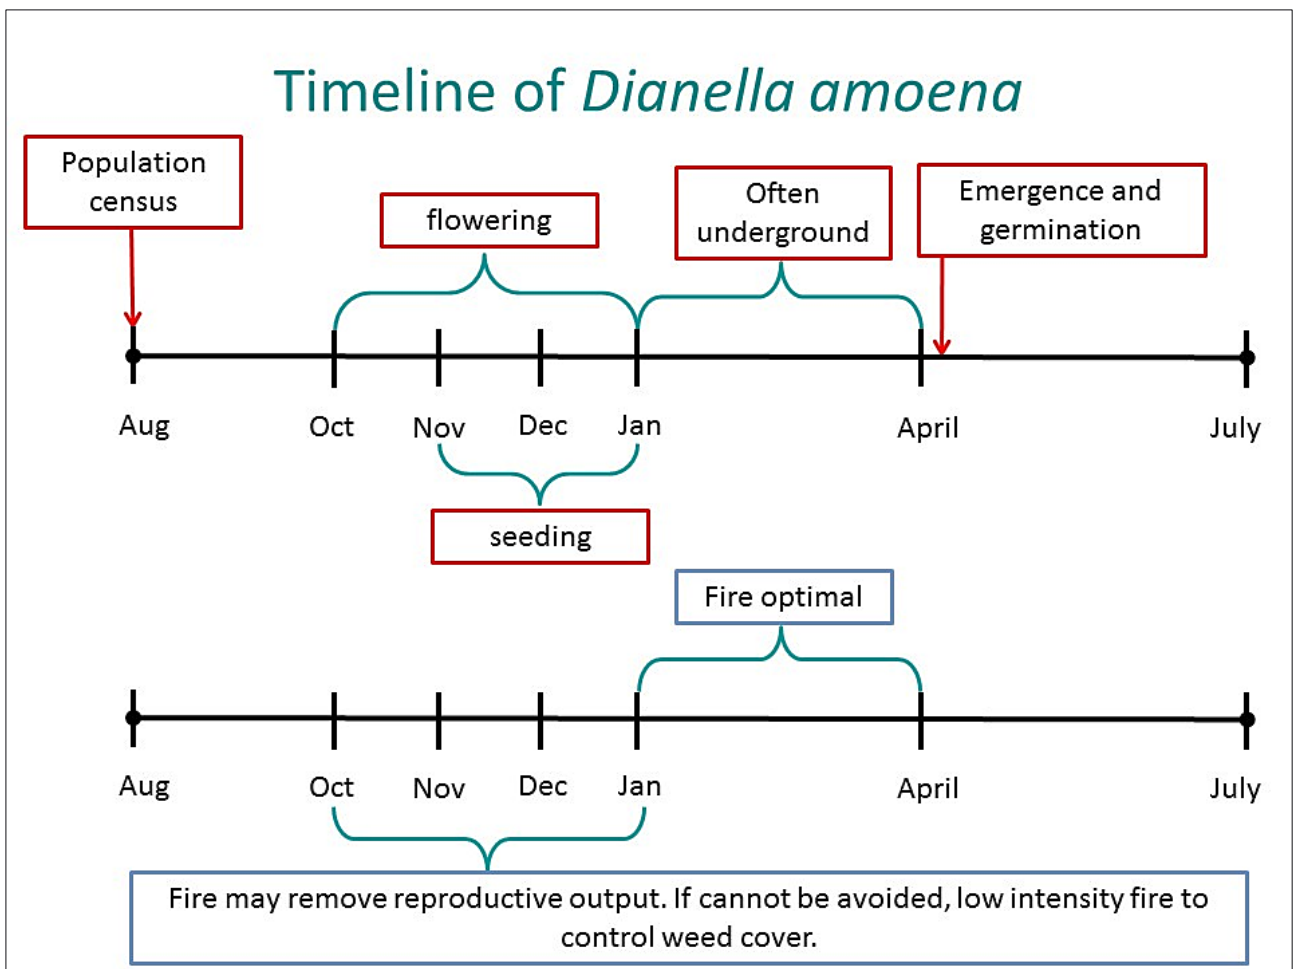 Timeline of Dianella amoena
Population
census
flowering
Often
underground
Emergence and
germination
Aug
Oct
Nov
Dec
Jan
April
July
seeding
Fire optimal
Aug
Oct
Nov
Dec
Jan
April
July
Fire may remove reproductive output. If cannot be avoided, low intensity fire to
control weed cover.